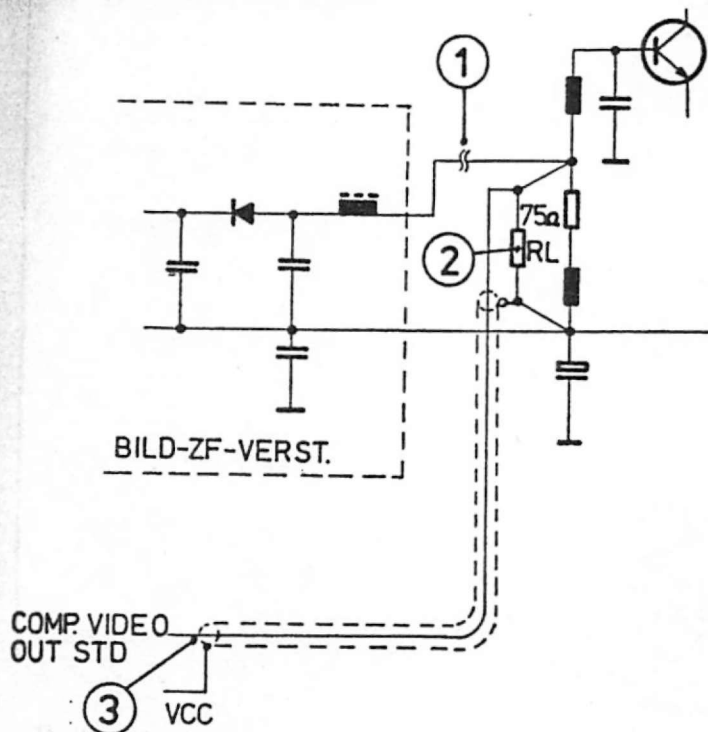 1
75Ω
2
RL
BILD-ZF-VERST.
COMP. VIDEO
OUT STD
3
VCC